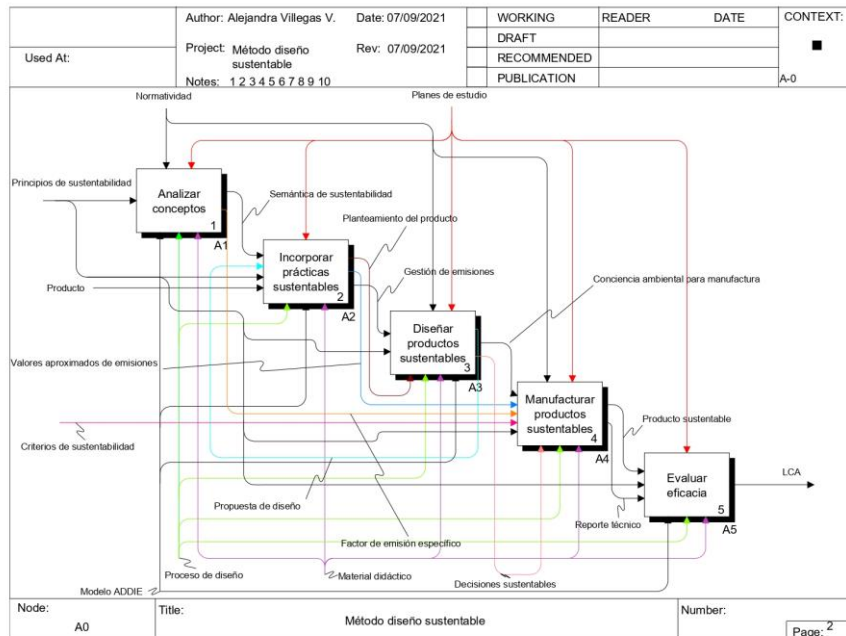 Used At:
Author: Alejandra Villegas V.
Date: 07/09/2021
Project: Método diseño
sustentable
Rev: 07/09/2021
Notes: 1 2 3 4 5 6 7 8 9 10
WORKING
DRAFT
RECOMMENDED
PUBLICATION
READER
DATE
CONTEXT:
A-0
Normatividad
Planes de estudio
Principios de sustentabilidad
Analizar
conceptos
1
A1
Semántica de sustentabilidad
Planteamiento del producto
Incorporar
prácticas
sustentables
2
A2
Gestión de emisiones
Conciencia ambiental para manufactura
Producto
Diseñar
productos
sustentables
3
A3
Valores aproximados de emisiones
Manufacturar
productos
sustentables
4
A4
Producto sustentable
Criterios de sustentabilidad
Evaluar
eficacia
5
A5
LCA
Propuesta de diseño
Reporte técnico
Factor de emisión específico
Proceso de diseño
Material didáctico
Decisiones sustentables
Modelo ADDIE
Node:
A0
Title:
Método diseño sustentable
Number:
Page: 2